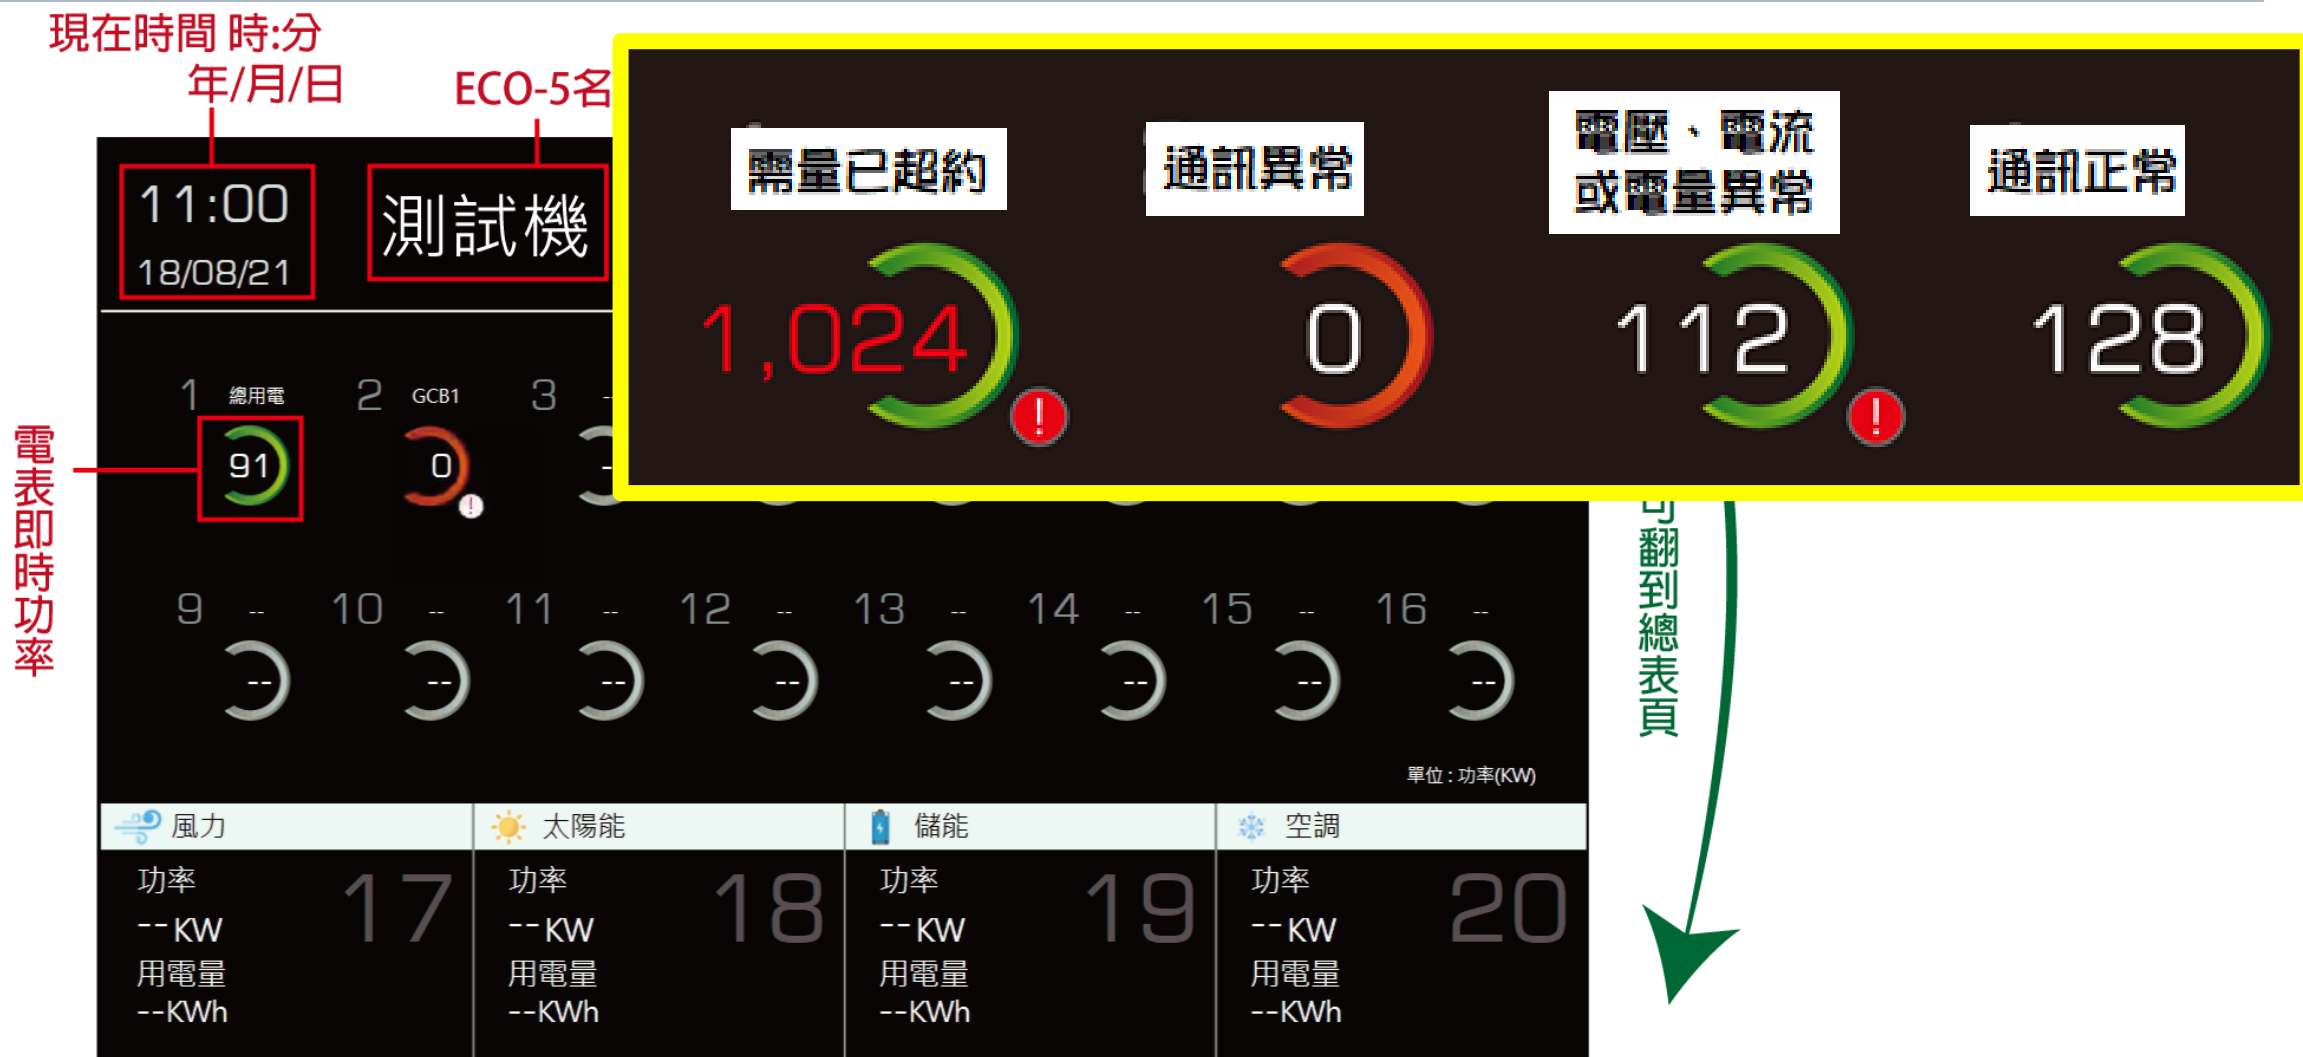 現在時間 時:分
年/月/日
ECO-5名
11:00
18/08/21
測試機
需量已超約
通訊異常
電壓、電流
或電量異常
通訊正常
1,024
0
112
128
!
!
1 總用電
2 GCB1
3
91
0
!
電表即時功率
可翻到總表頁
9 --
10 --
11 --
12 --
13 --
14 --
15 --
16 --
--
--
--
--
--
--
--
--
單位 : 功率(KW)
風力
太陽能
儲能
空調
功率
17
--KW
用電量
--KWh
功率
18
--KW
用電量
--KWh
功率
19
--KW
用電量
--KWh
功率
20
--KW
用電量
--KWh